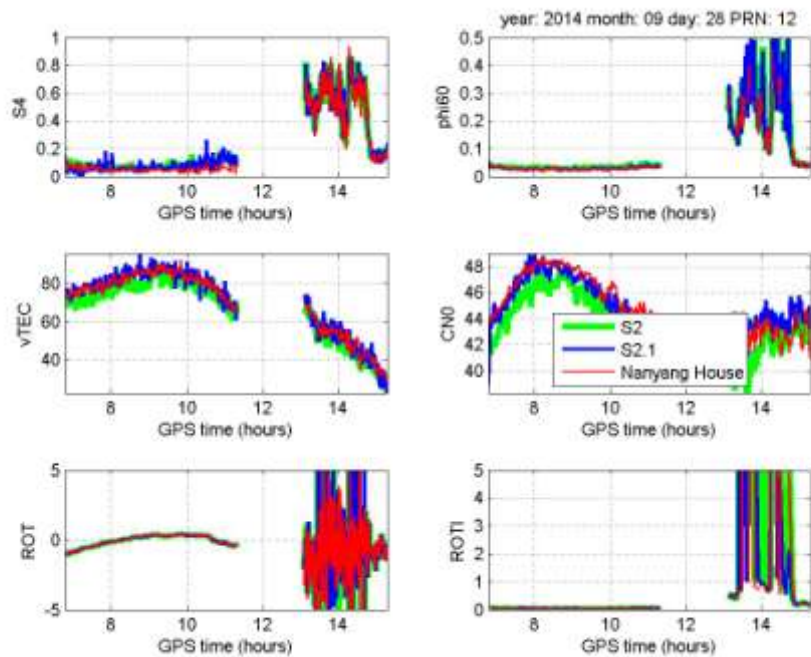 year: 2014 month: 09 day: 28 PRN: 12
1
0.8
0.6
0.4
0.2
0
S4
8 10 12 14
GPS time (hours)
0.5
0.4
0.3
0.2
0.1
0
phi60
8 10 12 14
GPS time (hours)
80
60
40
vTEC
8 10 12 14
GPS time (hours)
48
46
44
42
40
CN0
S2
S2.1
Nanyang House
8 10 12 14
GPS time (hours)
5
0
-5
ROT
8 10 12 14
GPS time (hours)
5
4
3
2
1
0
ROTI
8 10 12 14
GPS time (hours)